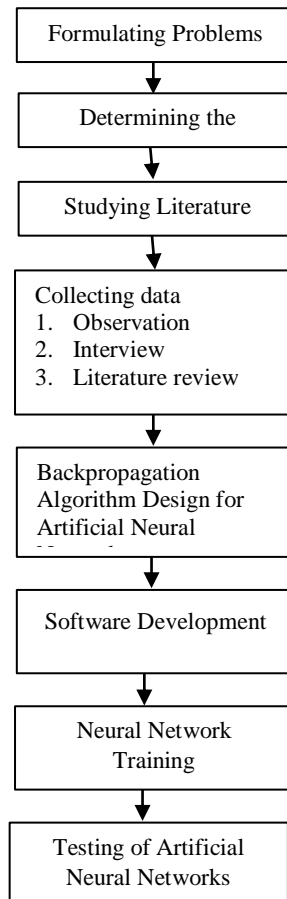 Formulating Problems
Determining the
Studying Literature
Collecting data
1. Observation
2. Interview
3. Literature review
Backpropagation
Algorithm Design for
Artificial Neural
Software Development
Neural Network
Training
Testing of Artificial
Neural Networks